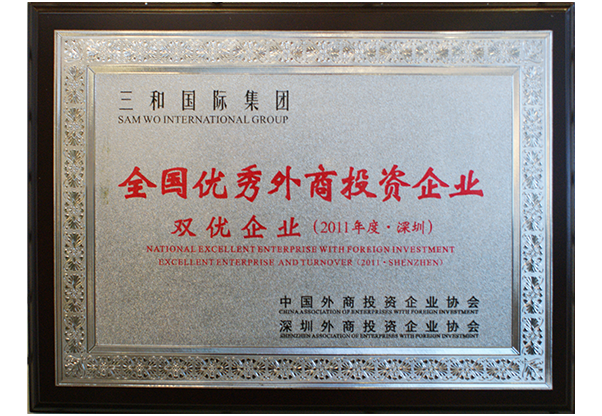 三和国际集团
SAM WO INTERNATIONAL GROUP
全国优秀外商投资企业
双优企业(2011年度·深圳)
NATIONAL EXCELLENT ENTERPRISE WITH FOREIGN INVESTMENT
EXCELLENT ENTERPRISE AND TURNOVER (2011·SHENZHEN)
中国外商投资企业协会
CHINA ASSOCIATION OF ENTERPRISES WITH FOREIGN INVESTMENT
深圳外商投资企业协会
SHENZHEN ASSOCIATION OF ENTERPRISES WITH FOREIGN INVESTMENT